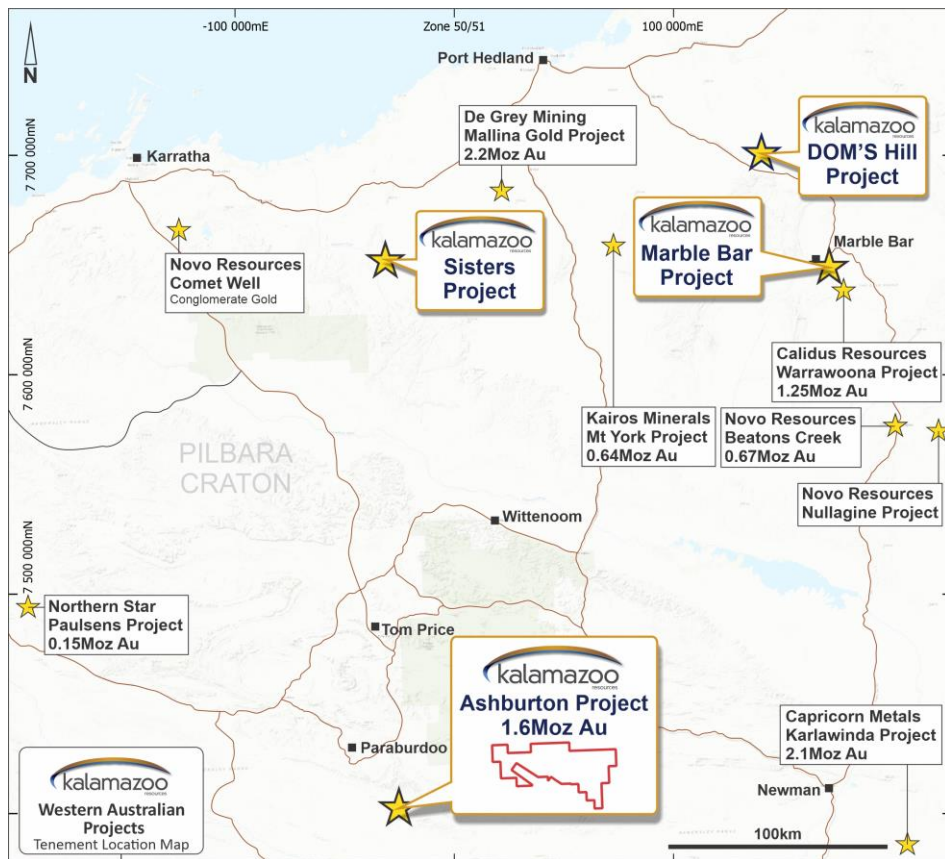 -100 000mE
Zone 50/51
100 000mE
N
Port Hedland
De Grey Mining
Mallina Gold Project
2.2Moz Au
kalamazoo
DOM'S Hill
Project
7 700 000mN
Karratha
kalamazoo
resources
Sisters
Project
kalamazoo
resources
Marble Bar
Project
Marble Bar
Novo Resources
Comet Well
Conglomerate Gold
Calidus Resources
Warrawoona Project
1.25Moz Au
7 600 000mN
Kairos Minerals
Mt York Project
0.64Moz Au
Novo Resources
Beatons Creek
0.67Moz Au
PILBARA
CRATON
Novo Resources
Nullagine Project
Wittenoom
7 500 000mN
Northern Star
Paulsens Project
0.15Moz Au
Tom Price
kalamazoo
resources
Ashburton Project
1.6Moz Au
Capricorn Metals
Karlawinda Project
2.1Moz Au
Paraburdoo
kalamazoo
resources
Western Australian
Projects
Tenement Location Map
Newman
100km